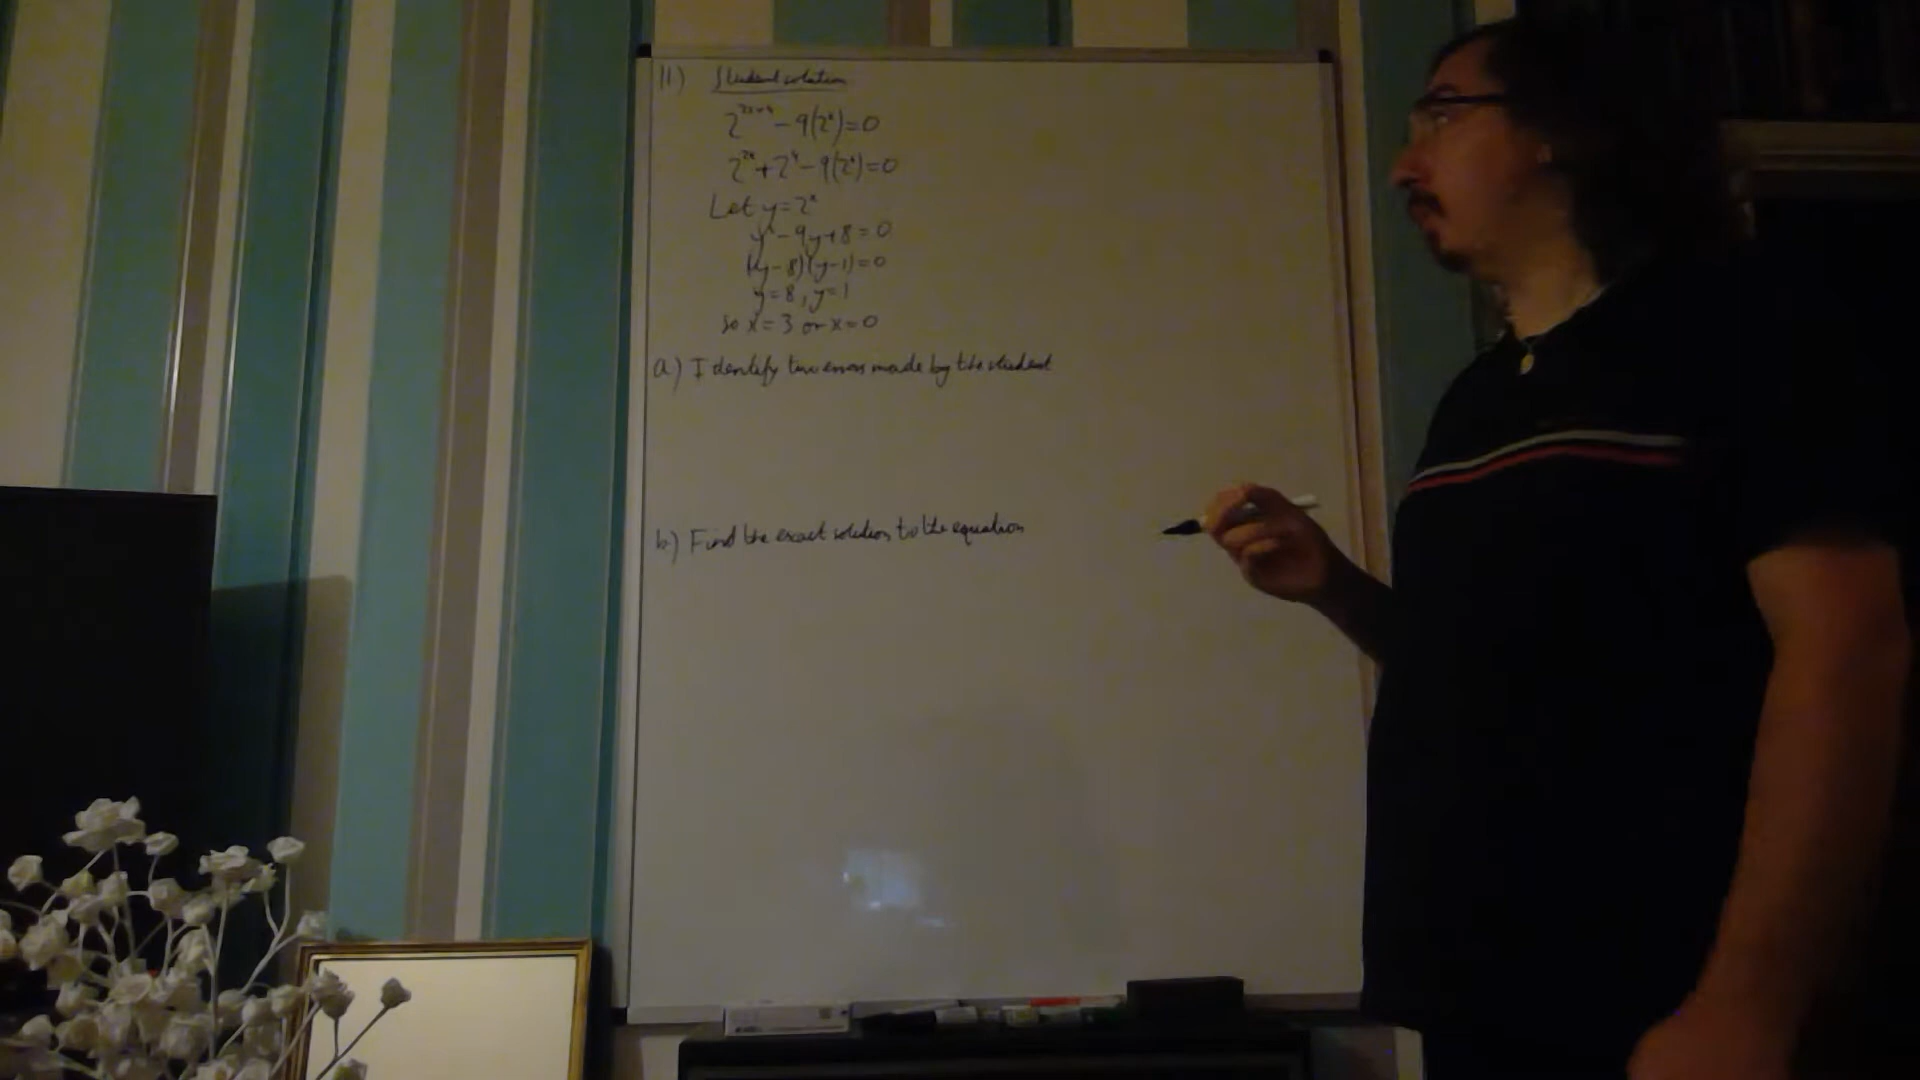 11.) Student solution
2^{2x+4} - 9(2^x) = 0
2^{2x} + 2^4 - 9(2^x) = 0
Let y = 2^x
y^2 - 9y + 8 = 0
(y - 8)(y - 1) = 0
y = 8, y = 1
So x = 3 or x = 0
a.) Identify two errors made by the student
b.) Find the exact solution to the equation